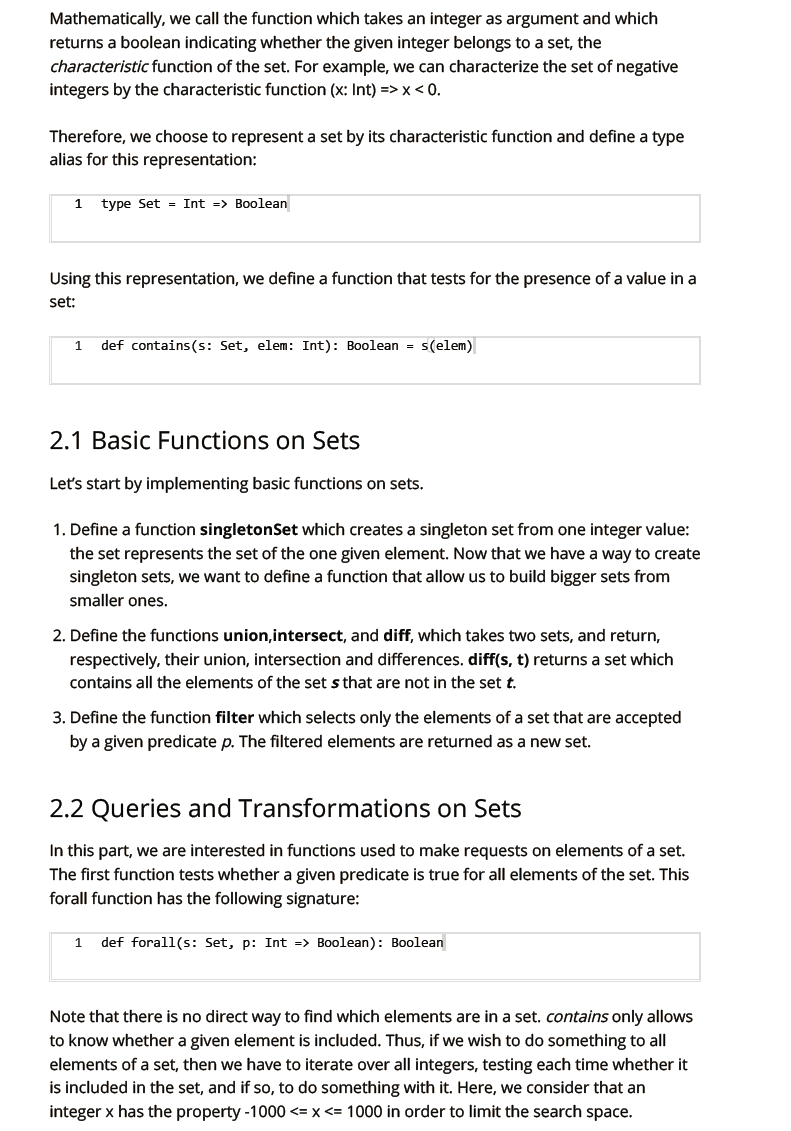 Mathematically, we call the function which takes an integer as argument and which
returns a boolean indicating whether the given integer belongs to a set, the
characteristic function of the set. For example, we can characterize the set of negative
integers by the characteristic function (x: Int) => x < 0.
Therefore, we choose to represent a set by its characteristic function and define a type
alias for this representation:
1 type Set = Int => Boolean
Using this representation, we define a function that tests for the presence of a value in a
set:
1 def contains(s: Set, elem: Int): Boolean = s(elem)
2.1 Basic Functions on Sets
Let’s start by implementing basic functions on sets.
1. Define a function singletonSet which creates a singleton set from one integer value:
the set represents the set of the one given element. Now that we have a way to create
singleton sets, we want to define a function that allow us to build bigger sets from
smaller ones.
2. Define the functions union,intersect, and diff, which takes two sets, and return,
respectively, their union, intersection and differences. diff(s, t) returns a set which
contains all the elements of the set s that are not in the set t.
3. Define the function filter which selects only the elements of a set that are accepted
by a given predicate p. The filtered elements are returned as a new set.
2.2 Queries and Transformations on Sets
In this part, we are interested in functions used to make requests on elements of a set.
The first function tests whether a given predicate is true for all elements of the set. This
forall function has the following signature:
1 def forall(s: Set, p: Int => Boolean): Boolean
Note that there is no direct way to find which elements are in a set. contains only allows
to know whether a given element is included. Thus, if we wish to do something to all
elements of a set, then we have to iterate over all integers, testing each time whether it
is included in the set, and if so, to do something with it. Here, we consider that an
integer x has the property -1000 <= x <= 1000 in order to limit the search space.